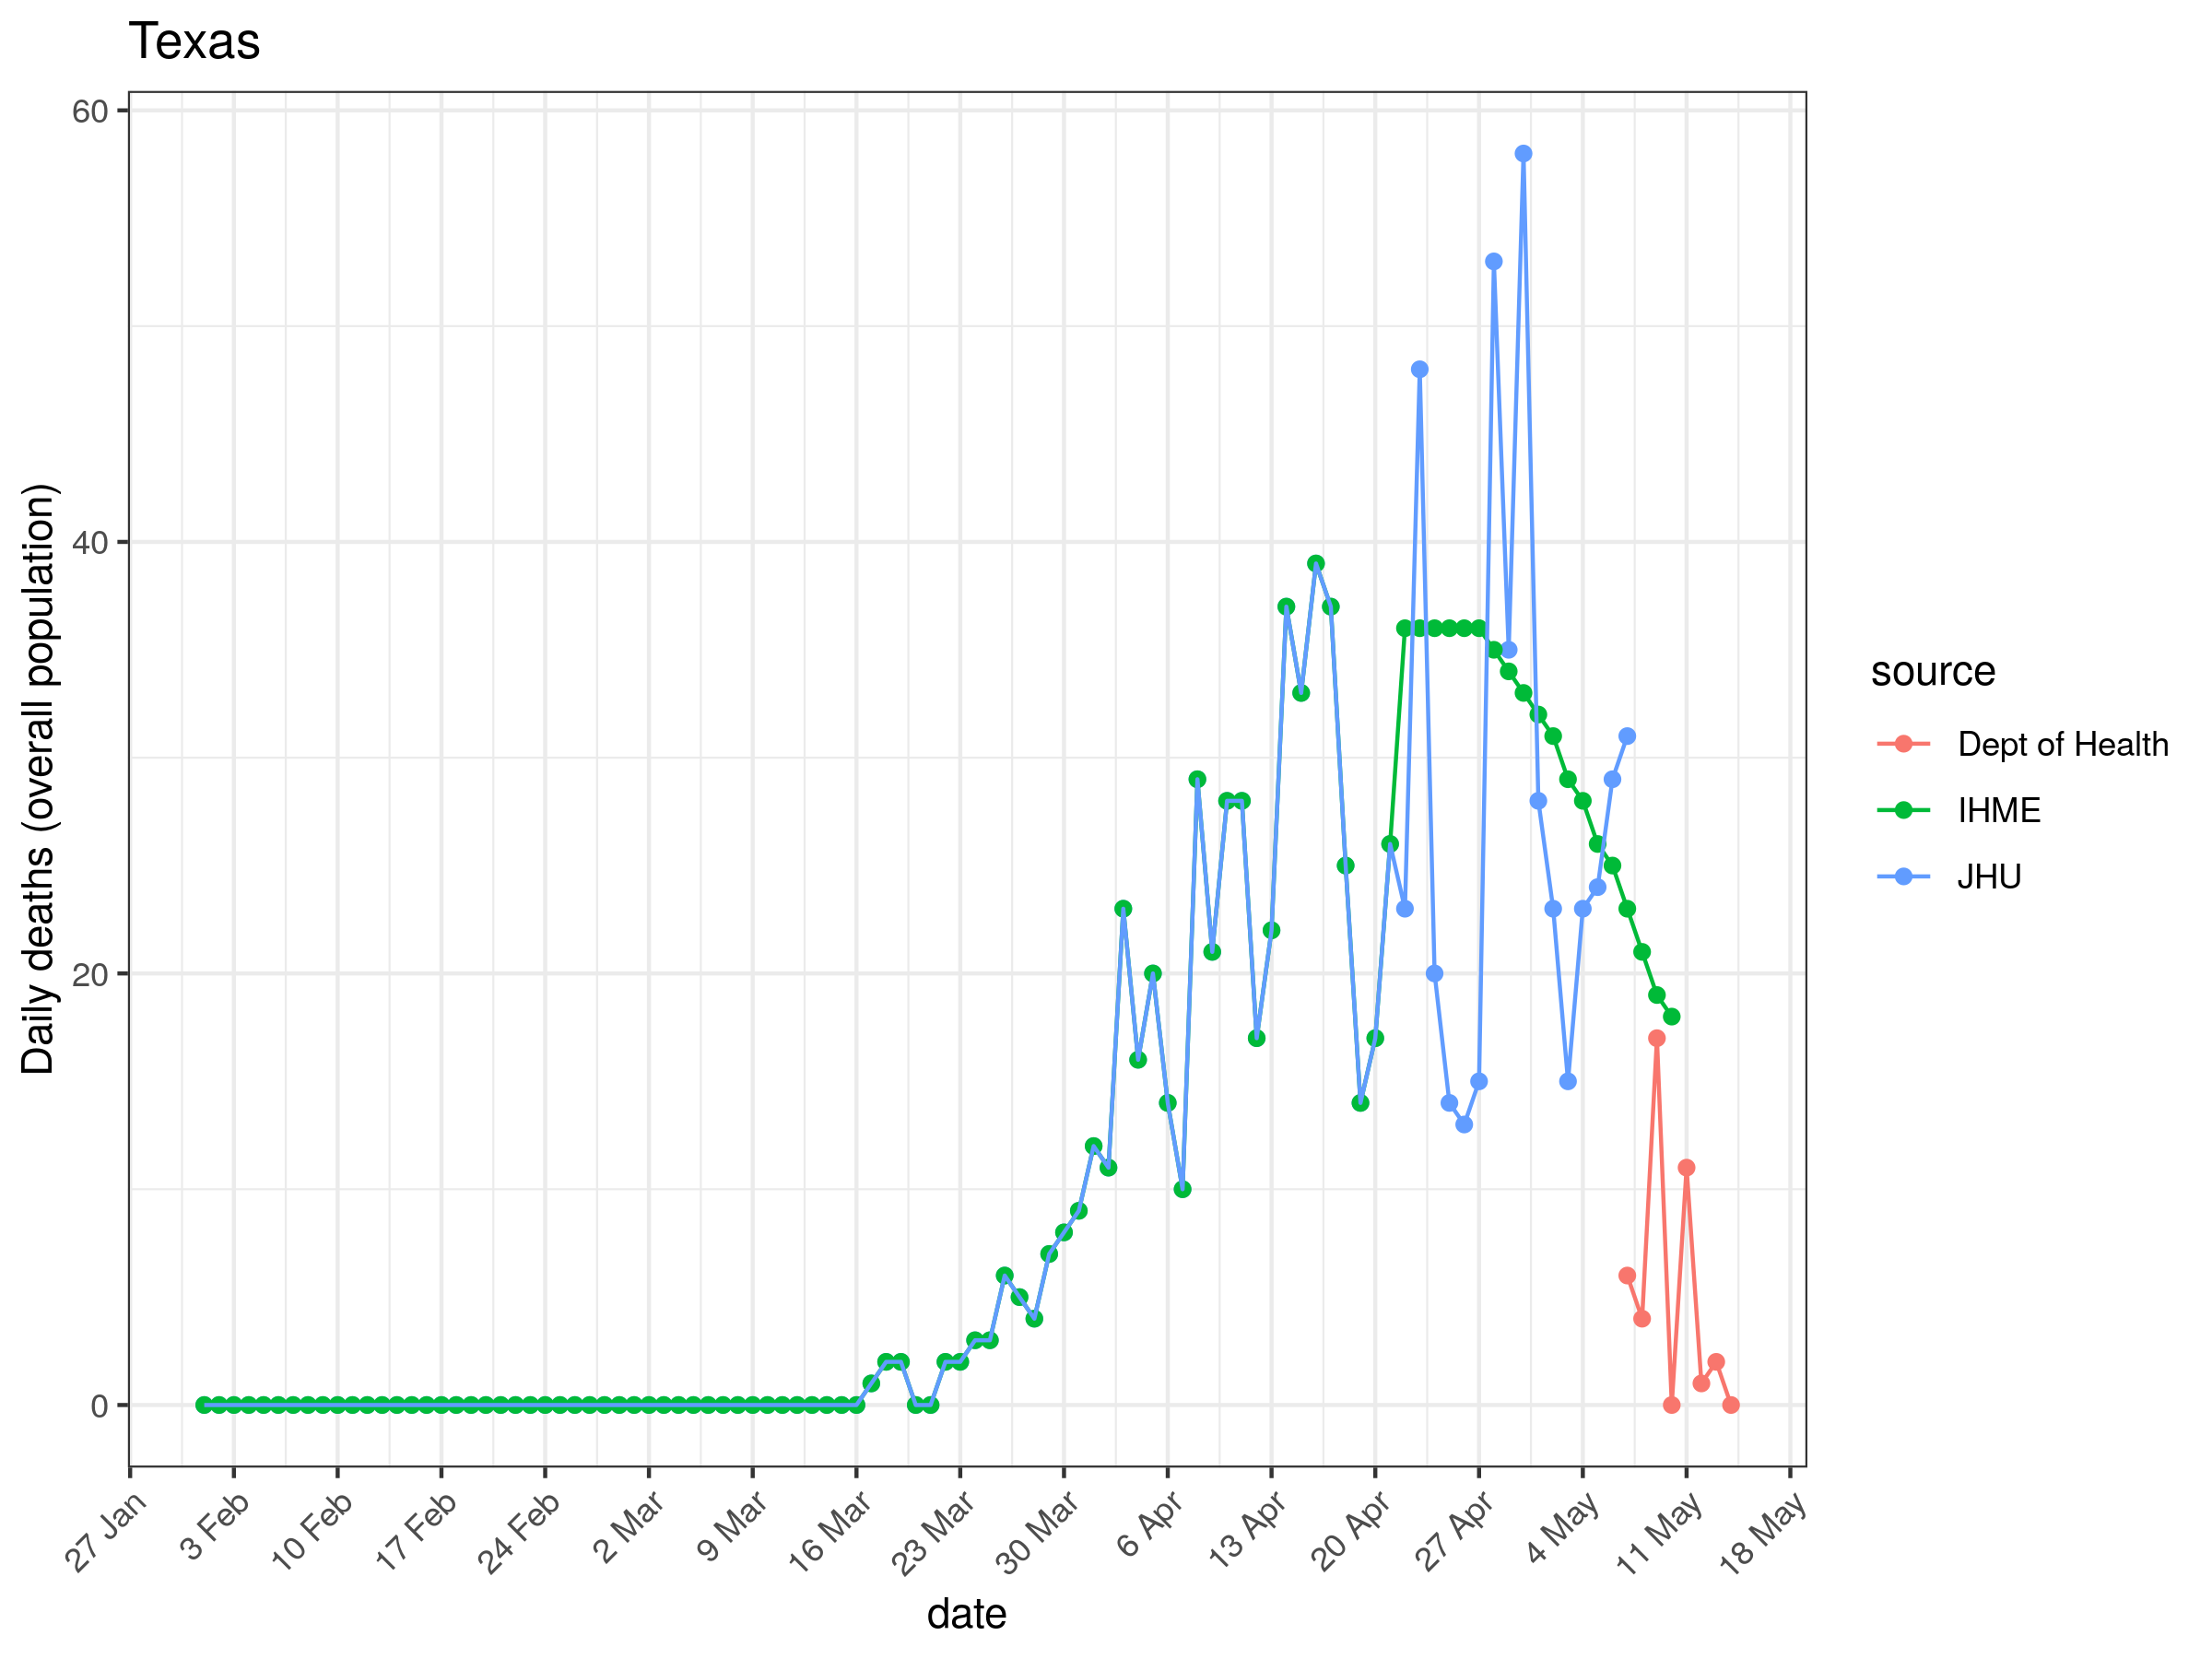 Texas
60
40
20
0
Daily deaths (overall population)
27 Jan
3 Feb
10 Feb
17 Feb
24 Feb
2 Mar
9 Mar
16 Mar
23 Mar
30 Mar
6 Apr
13 Apr
20 Apr
27 Apr
4 May
11 May
18 May
date
source
Dept of Health
IHME
JHU